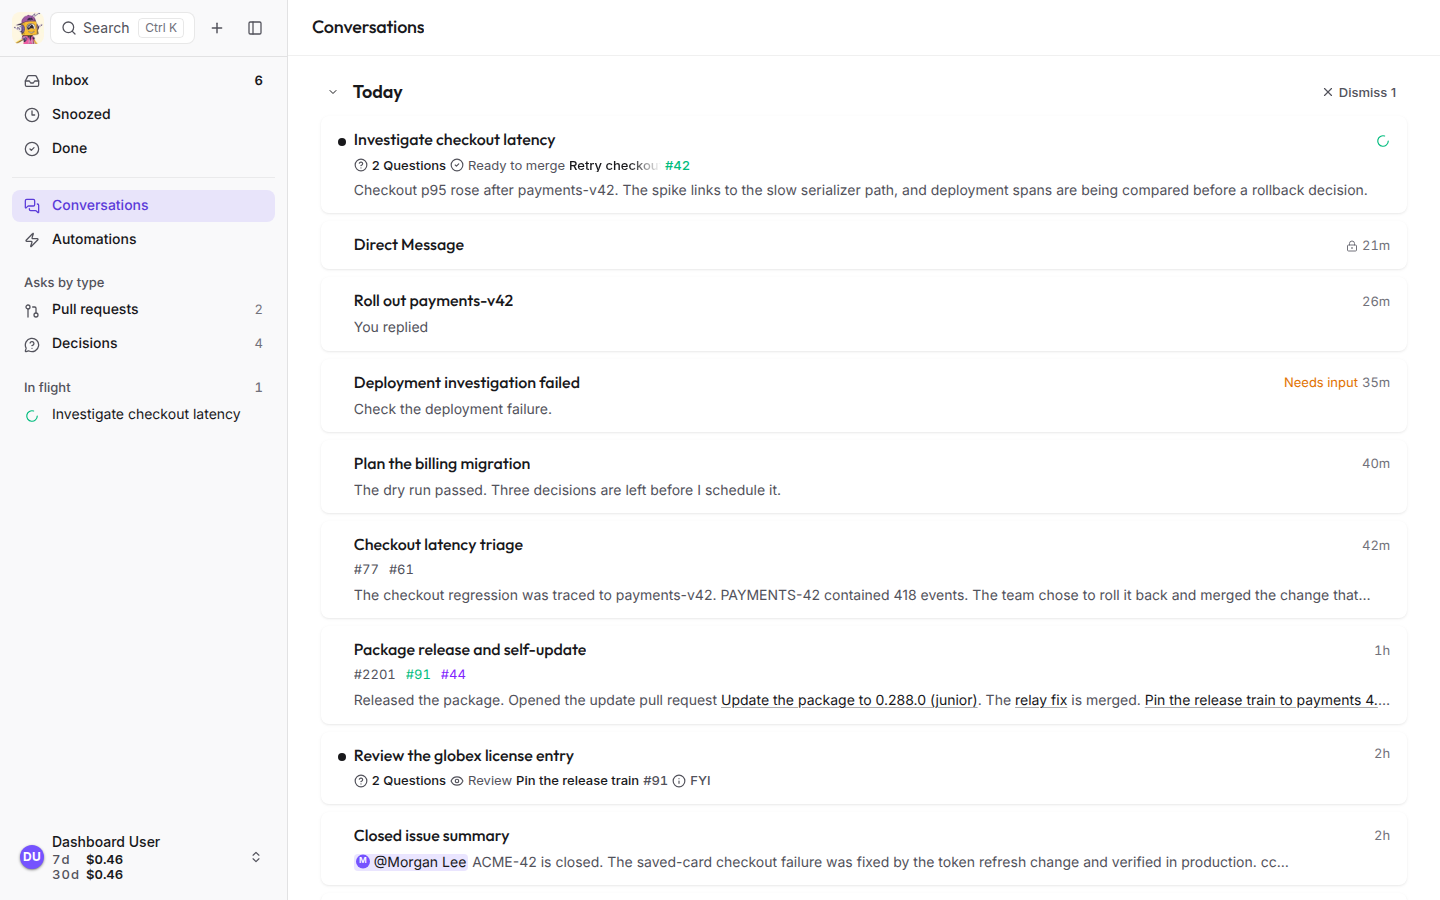 Search Ctrl K
Conversations
Inbox 6
Snoozed
Done
Conversations
Automations
Asks by type
Pull requests 2
Decisions 4
In flight 1
Investigate checkout latency
DU Dashboard User
7d $0.46
30d $0.46
Today Dismiss 1
Investigate checkout latency
2 Questions Ready to merge Retry checkou #42
Checkout p95 rose after payments-v42. The spike links to the slow serializer path, and deployment spans are being compared before a rollback decision.
Direct Message 21m
Roll out payments-v42 26m
You replied
Deployment investigation failed Needs input 35m
Check the deployment failure.
Plan the billing migration 40m
The dry run passed. Three decisions are left before I schedule it.
Checkout latency triage 42m
#77 #61
The checkout regression was traced to payments-v42. PAYMENTS-42 contained 418 events. The team chose to roll it back and merged the change that...
Package release and self-update 1h
#2201 #91 #44
Released the package. Opened the update pull request Update the package to 0.288.0 (junior). The relay fix is merged. Pin the release train to payments 4....
Review the globex license entry 2h
2 Questions Review Pin the release train #91 FYI
Closed issue summary 2h
M @Morgan Lee ACME-42 is closed. The saved-card checkout failure was fixed by the token refresh change and verified in production. cc...